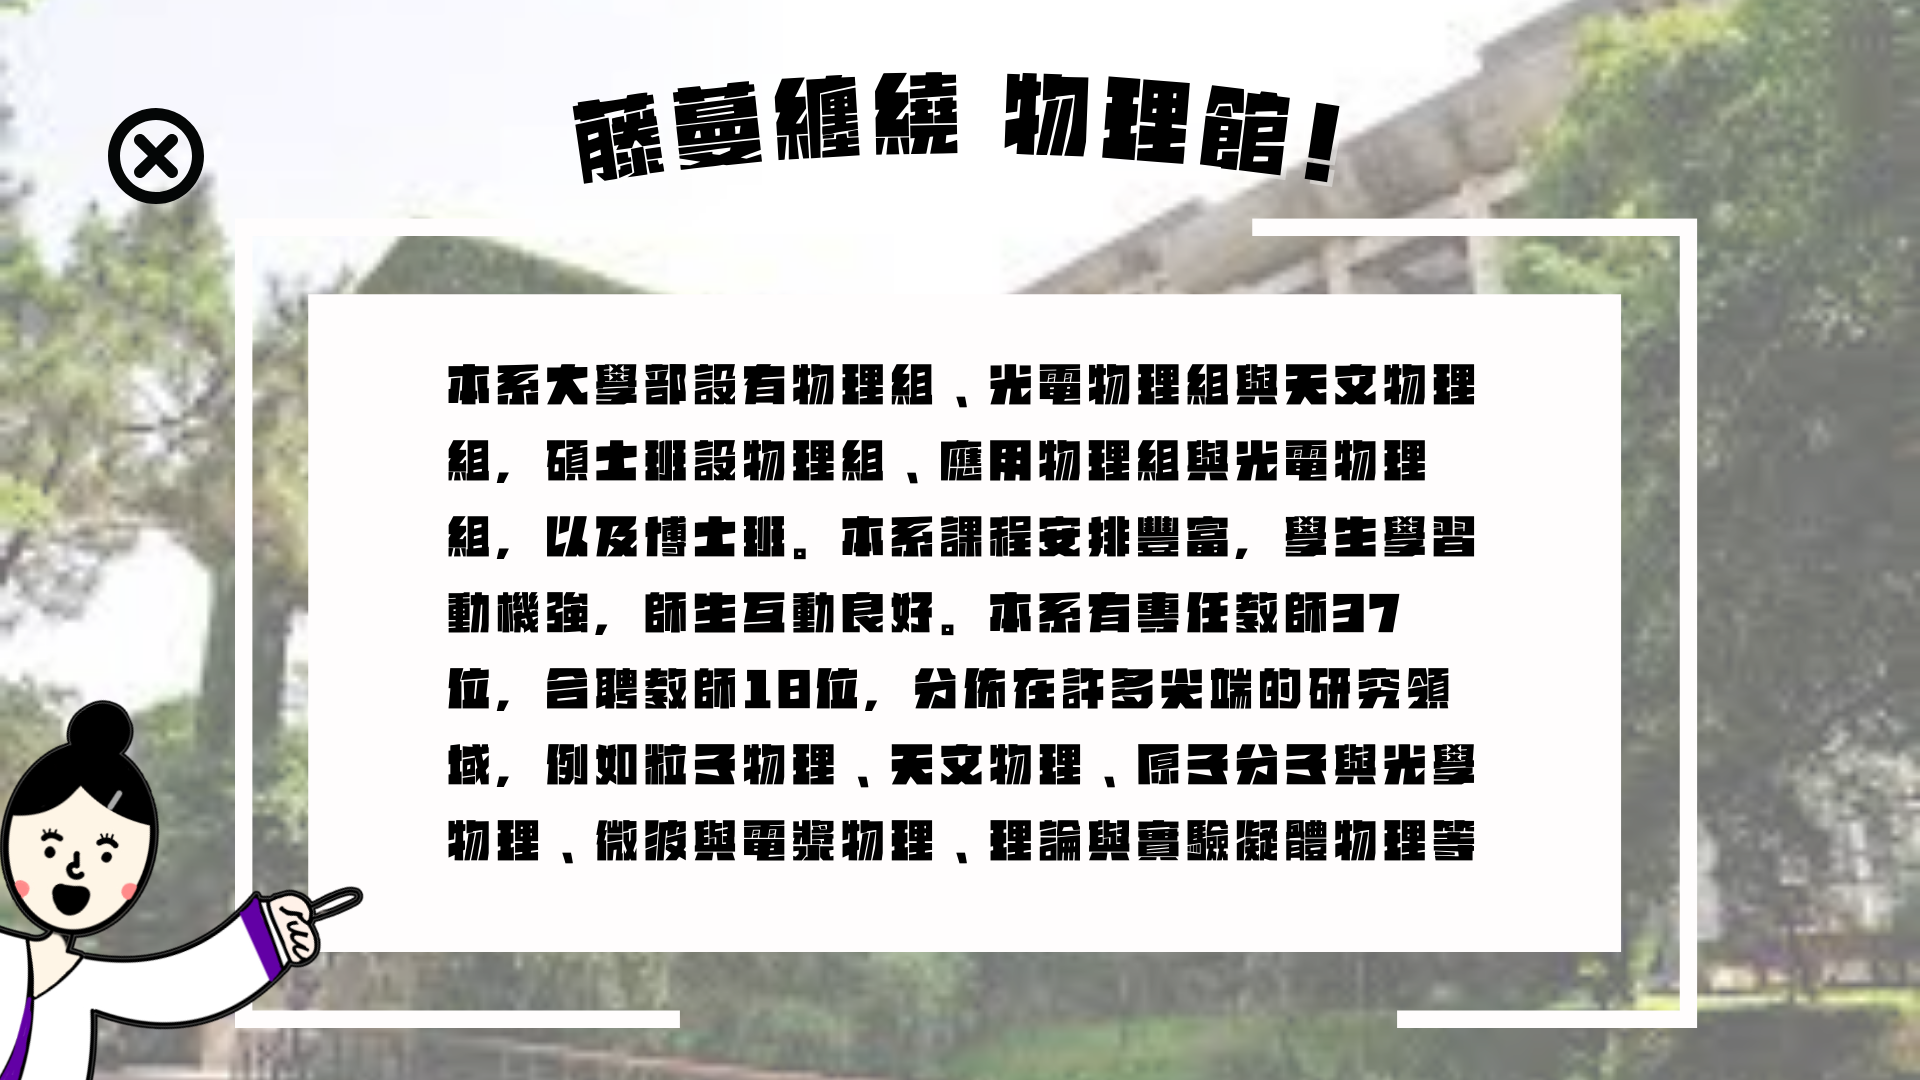 藤蔓纏繞 物理館!
本系大學部設有物理組、光電物理組與天文物理
組，碩士班設物理組、應用物理組與光電物理
組，以及博士班。本系課程安排豐富，學生學習
動機強，師生互動良好。本系有專任教師37
位，合聘教師18位，分佈在許多尖端的研究領
域，例如粒子物理、天文物理、原子分子與光學
物理、微波與電漿物理、理論與實驗凝體物理等